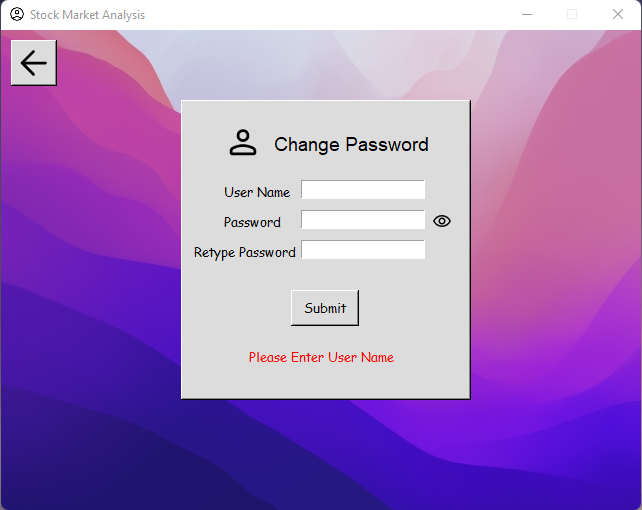 Stock Market Analysis
Change Password
User Name
Password
Retype Password
Submit
Please Enter User Name